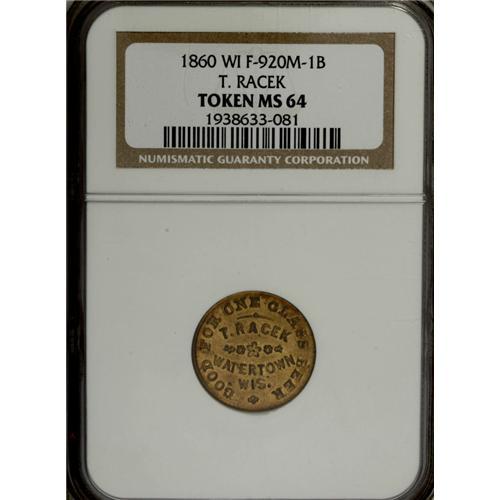 1860 WI F-920M-1B
T. RACEK
TOKEN MS 64
1938633-081
NUMISMATIC GUARANTY CORPORATION
GOOD FOR ONE GLASS BEER
T. RACEK
WATERTOWN
WIS.